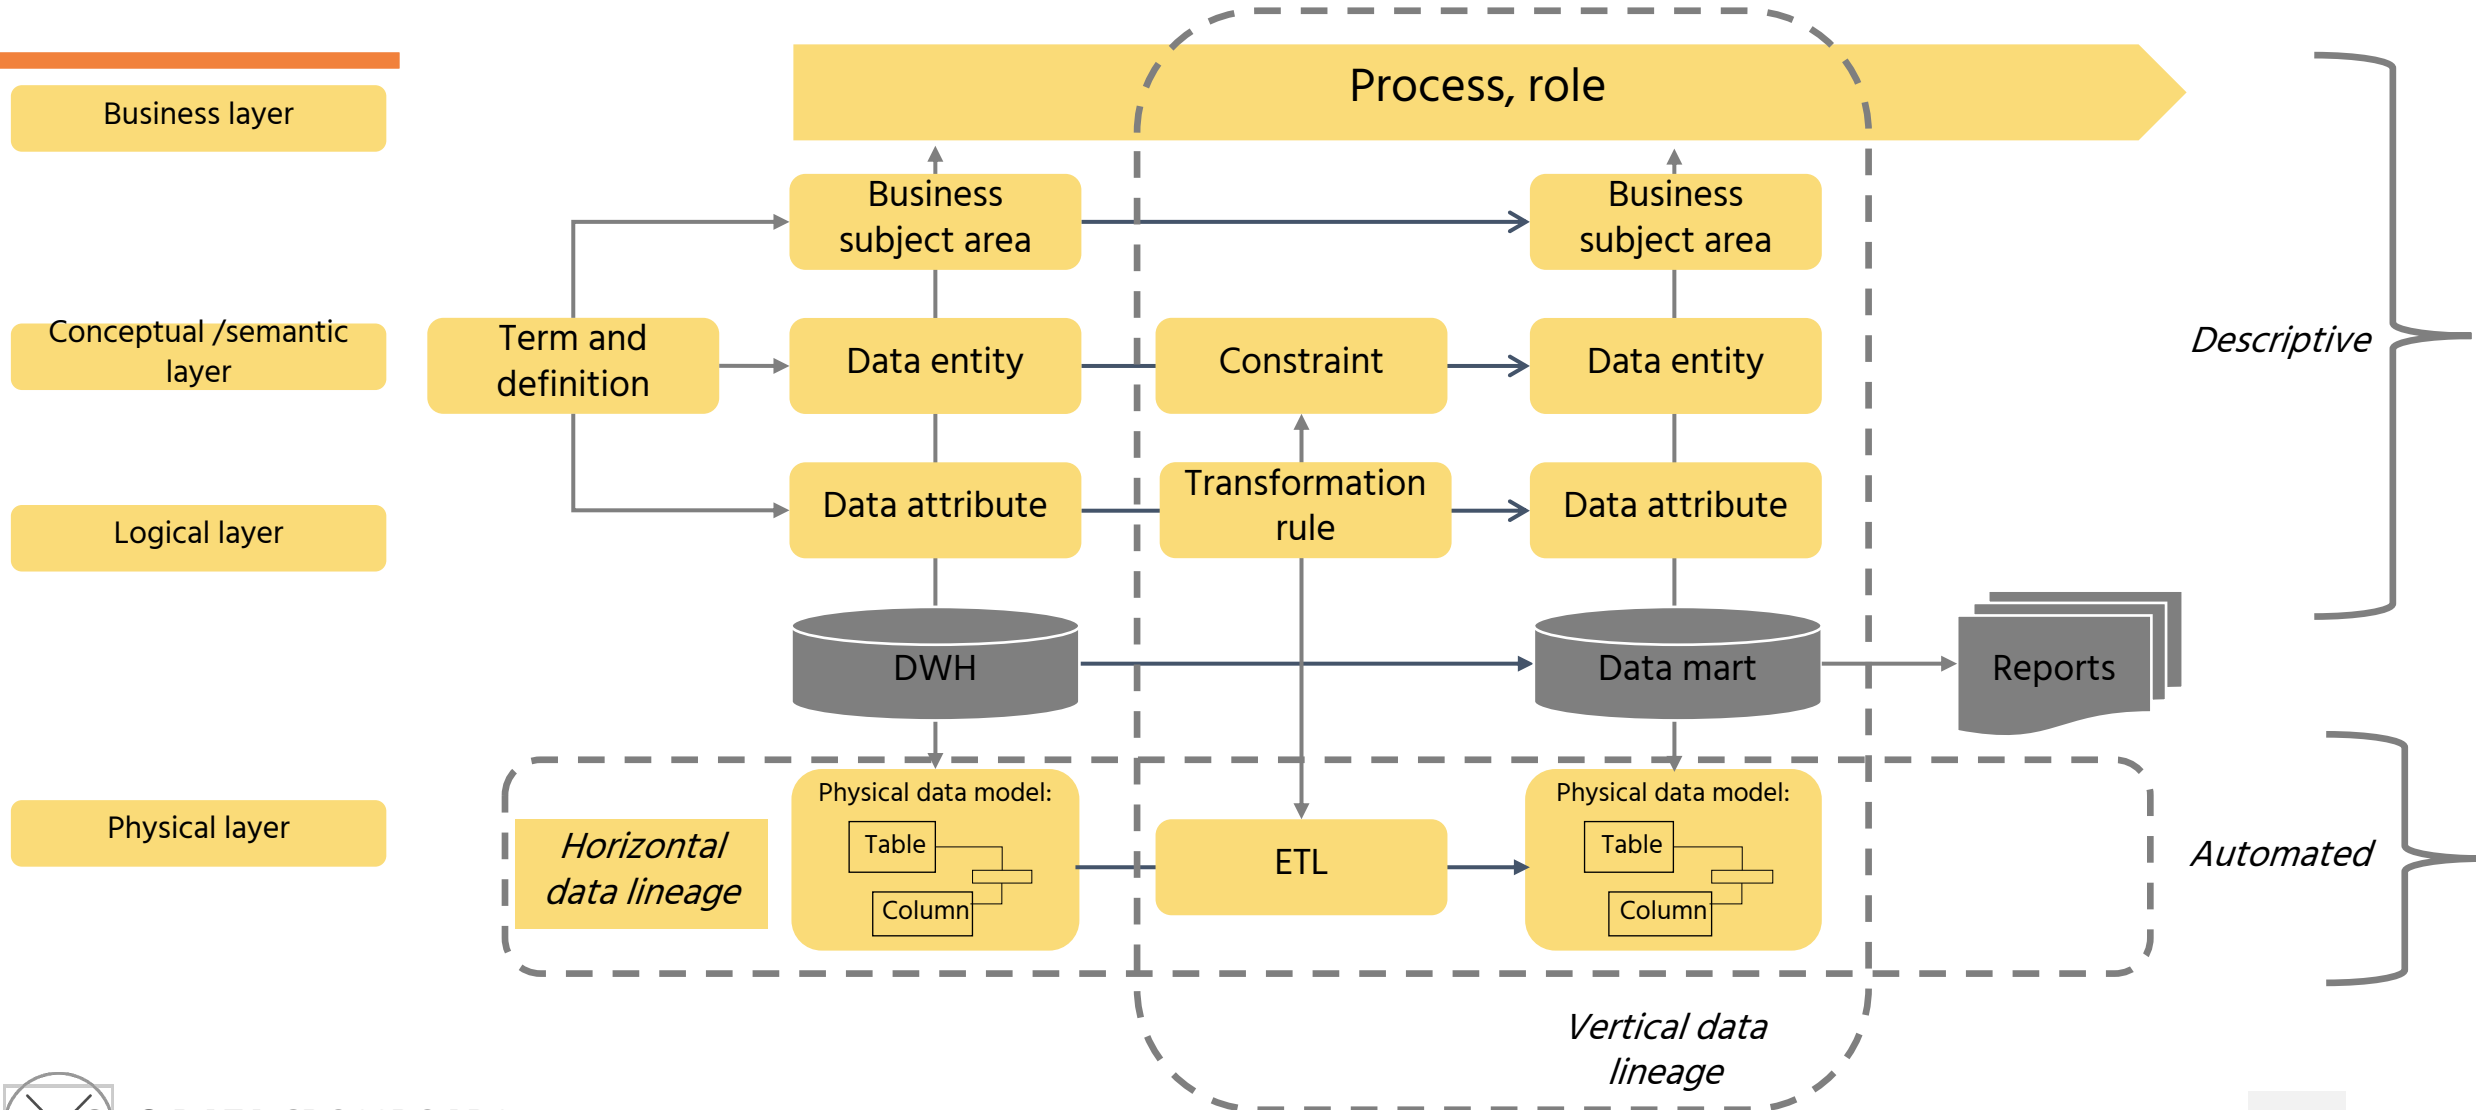 Process, role
Business layer
Business
subject area
Business
subject area
Conceptual /semantic
layer
Term and
definition
Data entity
Constraint
Data entity
Descriptive
Logical layer
Data attribute
Transformation
rule
Data attribute
DWH
Data mart
Reports
Physical layer
Horizontal
data lineage
Physical data model:
Table
Column
ETL
Physical data model:
Table
Column
Automated
Vertical data
lineage